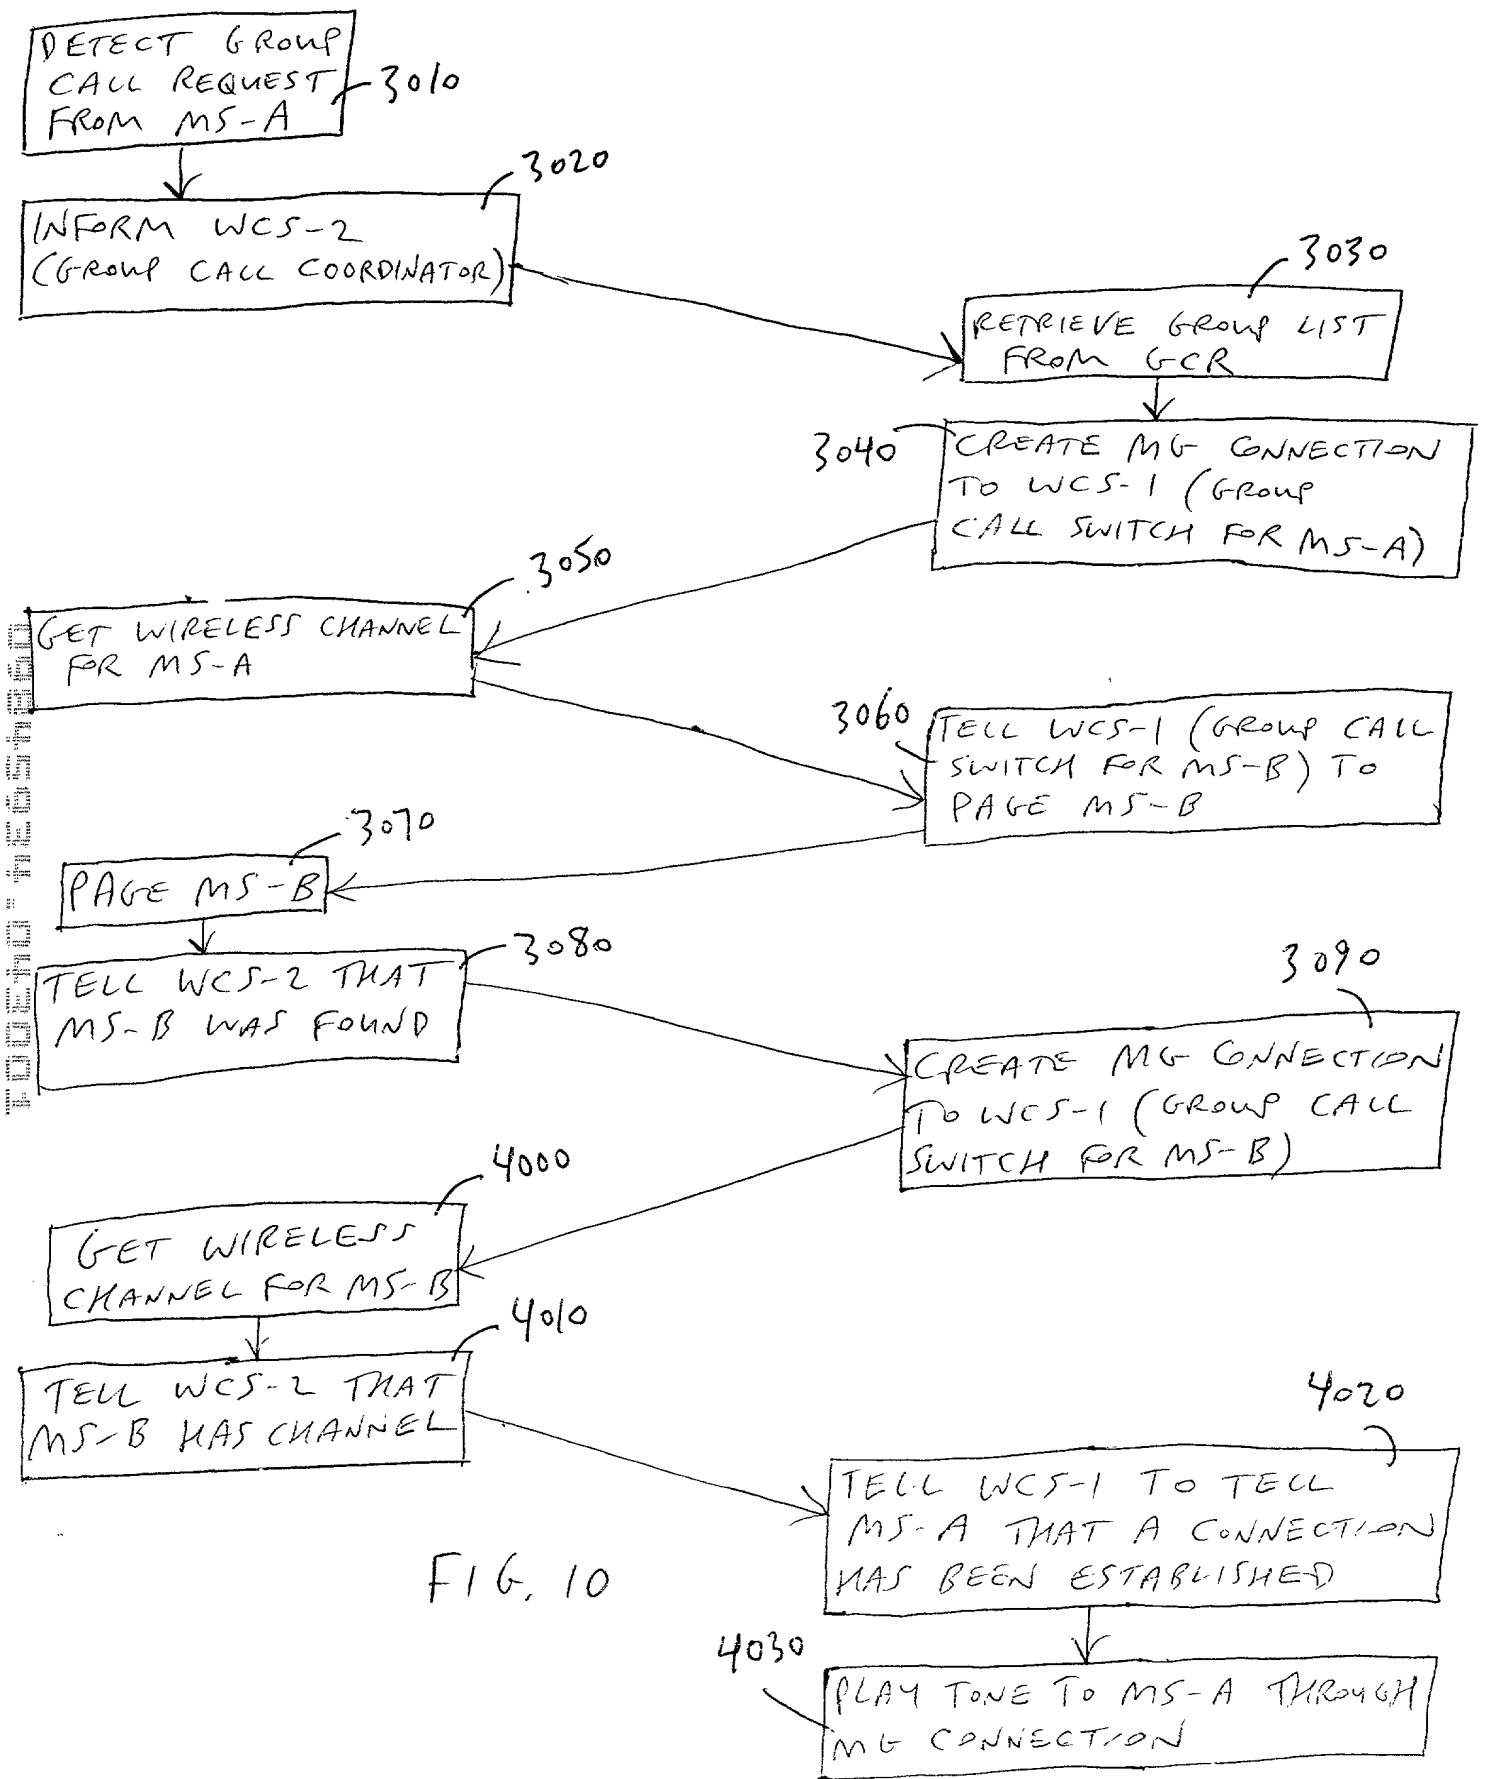 DETECT GROUP
CALL REQUEST
FROM MS-A
3010
3020
INFORM WCS-2
(GROUP CALL COORDINATOR)
3030
RETRIEVE GROUP LIST
FROM GCR
3040
CREATE MG CONNECTION
TO WCS-1 (GROUP
CALL SWITCH FOR MS-A)
3050
GET WIRELESS CHANNEL
FOR MS-A
3060
TELL WCS-1 (GROUP CALL
SWITCH FOR MS-B) TO
PAGE MS-B
3070
PAGE MS-B
3080
TELL WCS-2 THAT
MS-B WAS FOUND
3090
CREATE MG CONNECTION
TO WCS-1 (GROUP CALL
SWITCH FOR MS-B)
4000
GET WIRELESS
CHANNEL FOR MS-B
4010
TELL WCS-2 THAT
MS-B HAS CHANNEL
4020
TELL WCS-1 TO TELL
MS-A THAT A CONNECTION
HAS BEEN ESTABLISHED
4030
PLAY TONE TO MS-A THROUGH
MG CONNECTION
FIG. 10